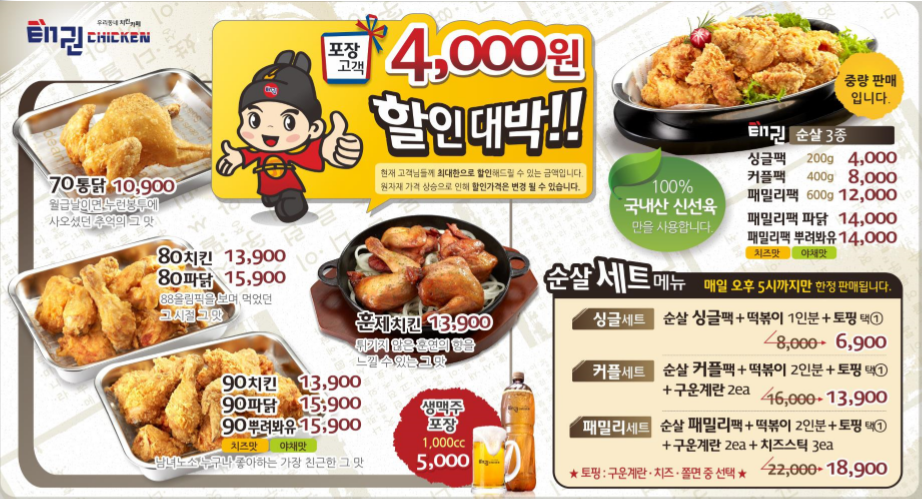 우리동네 치킨카페
태권 CHICKEN
포장
고객
4,000원
할인 대박!!
현재 고객님들께 최대한으로 할인해드릴 수 있는 금액입니다.
원자재 가격 상승으로 인해 할인가격은 변경 될 수 있습니다.
70통닭 10,900
월급날이면 누런봉투에
사오셨던 추억의 그 맛
80치킨 13,900
80파닭 15,900
88올림픽을 보며 먹었던
그 시절 그 맛
90치킨 13,900
90파닭 15,900
90뿌려봐유 15,900
치즈맛 야채맛
남녀노소 누구나 좋아하는 가장 친근한 그 맛
훈제치킨 13,900
튀기지 않은 훈연의 향을
느낄 수 있는 그 맛
생맥주
포장
1,000cc
5,000
중량 판매
입니다.
태권 순살 3종
싱글팩 200g 4,000
커플팩 400g 8,000
패밀리팩 600g 12,000
패밀리팩 파닭 14,000
패밀리팩 뿌려봐유 14,000
치즈맛 야채맛
100%
국내산 신선육
만을 사용합니다.
순살 세트메뉴 매일 오후 5시까지만 한정 판매됩니다.
싱글세트 순살 싱글팩+떡볶이 1인분+토핑 택①
8,000 6,900
커플세트 순살 커플팩+떡볶이 2인분+토핑 택①
+구운계란 2ea 16,000 13,900
패밀리세트 순살 패밀리팩+떡볶이 2인분+토핑 택①
+구운계란 2ea+치즈스틱 3ea
★ 토핑 : 구운계란·치즈·쫄면 중 선택 ★ 22,000 18,900